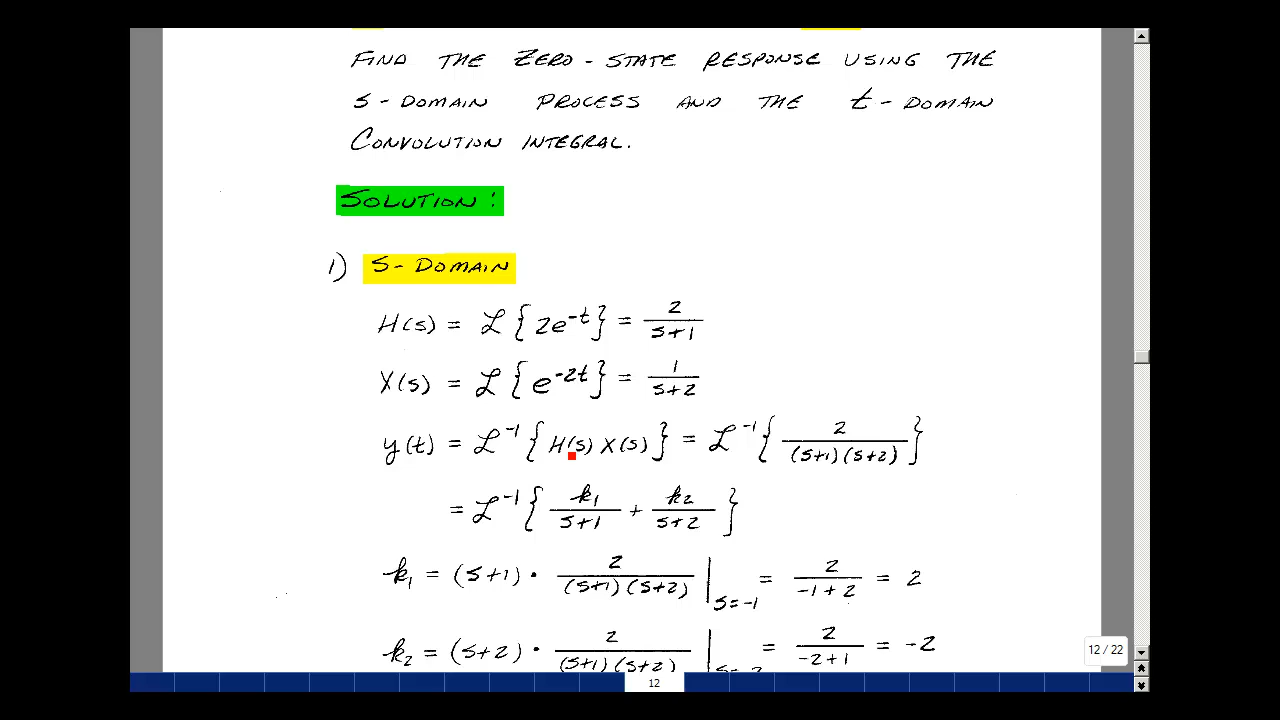 FIND THE ZERO-STATE RESPONSE USING THE
S-DOMAIN PROCESS AND THE t-DOMAIN
CONVOLUTION INTEGRAL.
SOLUTION:
1) S-DOMAIN
H(s) = ℒ{2e^-t} = 2/(s+1)
X(s) = ℒ{e^-2t} = 1/(s+2)
y(t) = ℒ^-1{H(s) X(s)} = ℒ^-1{2/((s+1)(s+2))}
= ℒ^-1{k₁/(s+1) + k₂/(s+2)}
k₁ = (s+1) · 2/((s+1)(s+2)) |s=-1 = 2/(-1+2) = 2
k₂ = (s+2) · 2/((s+1)(s+2)) | = 2/(-2+1) = -2
12 / 22
12